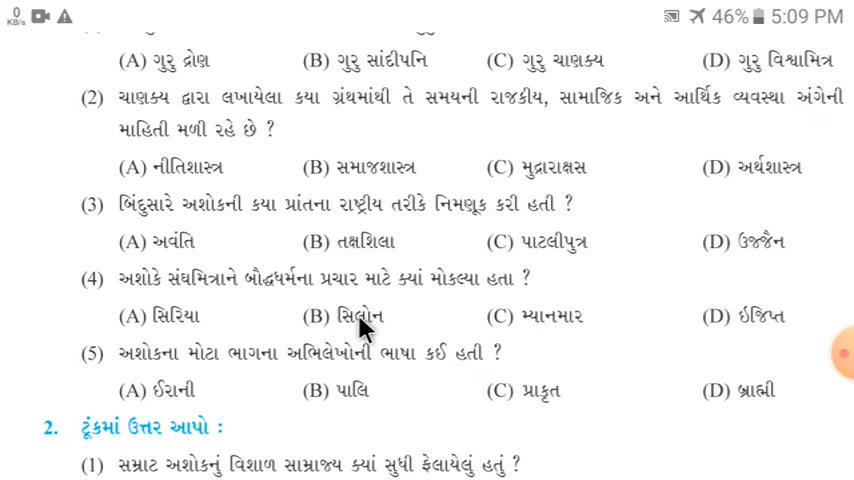 0
KB/s
46% 5:09 PM
(A) ગુરુ દ્રોણ (B) ગુરુ સાંદીપનિ (C) ગુરુ ચાણક્ય (D) ગુરુ વિશ્વામિત્ર
(2) ચાણક્ય દ્વારા લખાયેલા કયા ગ્રંથમાંથી તે સમયની રાજકીય, સામાજિક અને આર્થિક વ્યવસ્થા અંગેની
માહિતી મળી રહે છે ?
(A) નીતિશાસ્ત્ર (B) સમાજશાસ્ત્ર (C) મુદ્રારાક્ષસ (D) અર્થશાસ્ત્ર
(3) બિંદુસારે અશોકની કયા પ્રાંતના રાષ્ટ્રીય તરીકે નિમણૂક કરી હતી ?
(A) અવંતિ (B) તક્ષશિલા (C) પાટલીપુત્ર (D) ઉજ્જૈન
(4) અશોકે સંઘમિત્રાને બૌદ્ધધર્મના પ્રચાર માટે ક્યાં મોકલ્યા હતા ?
(A) સિરિયા (B) સિલોન (C) મ્યાનમાર (D) ઇજિપ્ત
(5) અશોકના મોટા ભાગના અભિલેખોની ભાષા કઈ હતી ?
(A) ઈરાની (B) પાલિ (C) પ્રાકૃત (D) બ્રાહ્મી
2. ટૂંકમાં ઉત્તર આપો :
(1) સમ્રાટ અશોકનું વિશાળ સામ્રાજ્ય ક્યાં સુધી ફેલાયેલું હતું ?